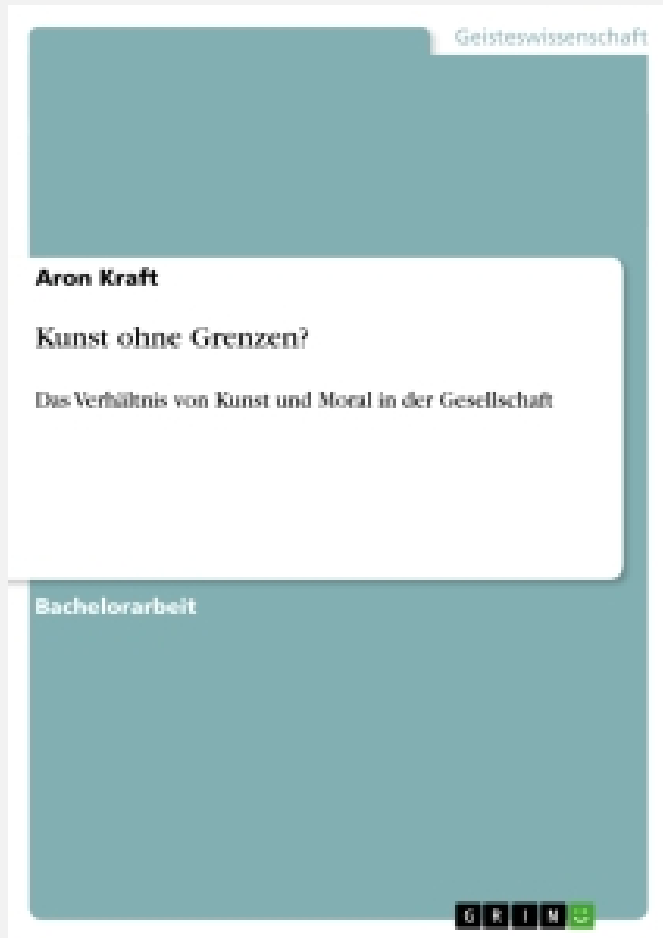 Geisteswissenschaft
Aron Kraft
Kunst ohne Grenzen?
Das Verhältnis von Kunst und Moral in der Gesellschaft
Bachelorarbeit
GRIN